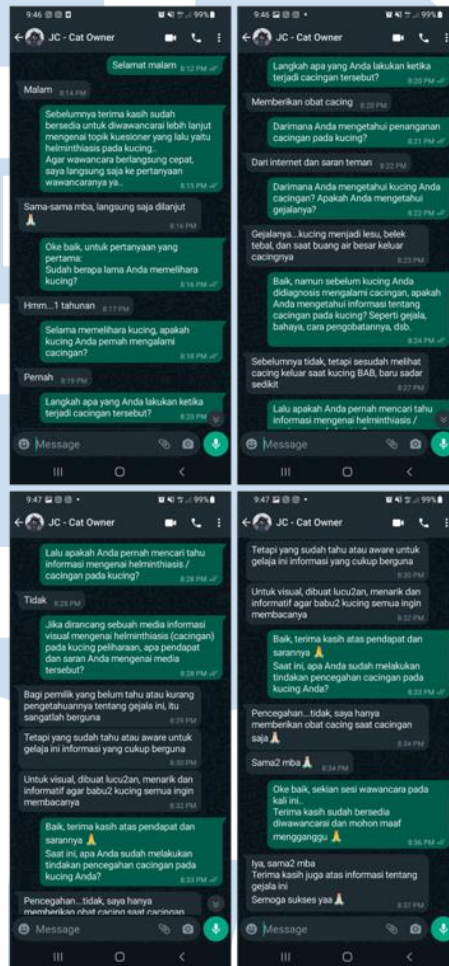 9:46
99%
JC - Cat Owner
Selamat malam 8:12 PM
Malam 8:14 PM
Sebelumnya terima kasih sudah
bersedia untuk diwawancarai lebih lanjut
mengenai topik kuesioner yang lalu yaitu
helminthiasis pada kucing..
Agar wawancara berlangsung cepat,
saya langsung saja ke pertanyaan
wawancaranya ya.. 8:15 PM
Sama-sama mba, langsung saja dilanjut
8:16 PM
Oke baik, untuk pertanyaan yang
pertama:
Sudah berapa lama Anda memelihara
kucing? 8:16 PM
Hmm...1 tahunan 8:17 PM
Selama memelihara kucing, apakah
kucing Anda pernah mengalami
cacingan? 8:18 PM
Pernah 8:19 PM
Langkah apa yang Anda lakukan ketika
terjadi cacingan tersebut? 8:20 PM
Message
9:46
99%
JC - Cat Owner
Langkah apa yang Anda lakukan ketika
terjadi cacingan tersebut? 8:20 PM
Memberikan obat cacing 8:20 PM
Darimana Anda mengetahui penanganan
cacingan pada kucing? 8:21 PM
Dari internet dan saran teman 8:22 PM
Darimana Anda mengetahui kucing Anda
cacingan? Apakah Anda mengetahui
gejalanya? 8:22 PM
Gejalanya...kucing menjadi lesu, belek
tebal, dan saat buang air besar keluar
cacingnya 8:23 PM
Baik, namun sebelum kucing Anda
didiagnosis mengalami cacingan, apakah
Anda mengetahui informasi tentang
cacingan pada kucing? Seperti gejala,
bahaya, cara pengobatannya, dsb.
8:24 PM
Sebelumnya tidak, tetapi sesudah melihat
cacing keluar saat kucing BAB, baru sadar
sedikit 8:27 PM
Lalu apakah Anda pernah mencari tahu
informasi mengenai helminthiasis /
Message
9:47
99%
JC - Cat Owner
Lalu apakah Anda pernah mencari tahu
informasi mengenai helminthiasis /
cacingan pada kucing? 8:28 PM
Tidak 8:28 PM
Jika dirancang sebuah media informasi
visual mengenai helminthiasis (cacingan)
pada kucing peliharaan, apa pendapat
dan saran Anda mengenai media
tersebut? 8:28 PM
Bagi pemilik yang belum tahu atau kurang
pengetahuannya tentang gejala ini, itu
sangatlah berguna 8:29 PM
Tetapi yang sudah tahu atau aware untuk
gelaja ini informasi yang cukup berguna
8:30 PM
Untuk visual, dibuat lucu2an, menarik dan
informatif agar babu2 kucing semua ingin
membacanya 8:32 PM
Baik, terima kasih atas pendapat dan
sarannya
Saat ini, apa Anda sudah melakukan
tindakan pencegahan cacingan pada
kucing Anda? 8:33 PM
Pencegahan...tidak, saya hanya
memberikan obat cacing saat cacingan
Message
9:47
99%
JC - Cat Owner
Tetapi yang sudah tahu atau aware untuk
gelaja ini informasi yang cukup berguna
8:30 PM
Untuk visual, dibuat lucu2an, menarik dan
informatif agar babu2 kucing semua ingin
membacanya 8:32 PM
Baik, terima kasih atas pendapat dan
sarannya
Saat ini, apa Anda sudah melakukan
tindakan pencegahan cacingan pada
kucing Anda? 8:33 PM
Pencegahan...tidak, saya hanya
memberikan obat cacing saat cacingan
saja 8:34 PM
Sama2 mba 8:34 PM
Oke baik, sekian sesi wawancara pada
kali ini..
Terima kasih sudah bersedia
diwawancarai dan mohon maaf
mengganggu 8:36 PM
Iya, sama2 mba
Terima kasih juga atas informasi tentang
gejala ini
Semoga sukses yaa 8:37 PM
Message